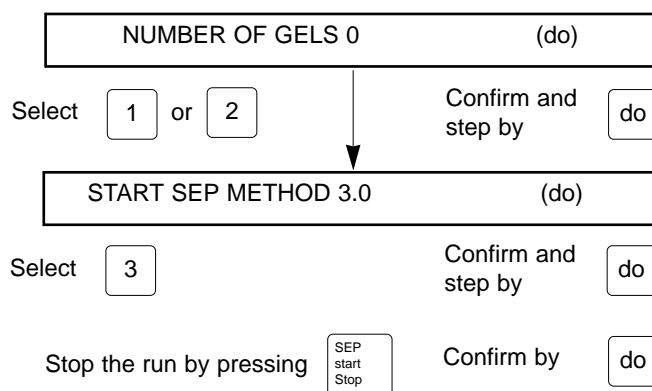 NUMBER OF GELS 0 (do)
Select 1 or 2 Confirm and step by do
START SEP METHOD 3.0 (do)
Select 3 Confirm and step by do
Stop the run by pressing SEP start Stop Confirm by do